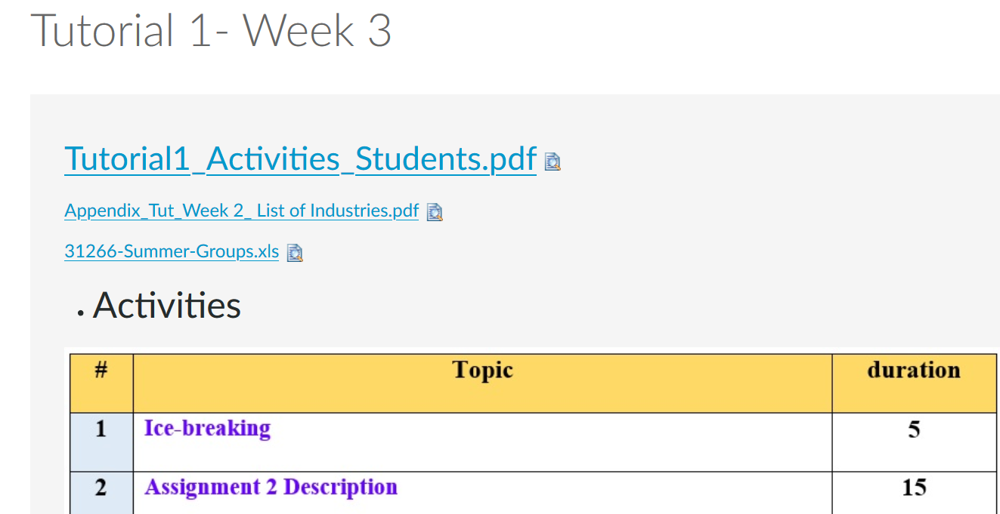 Tutorial 1- Week 3
Tutorial1_Activities_Students.pdf
Appendix_Tut_Week 2_ List of Industries.pdf
31266-Summer-Groups.xls
• Activities
# Topic duration
1 Ice-breaking 5
2 Assignment 2 Description 15